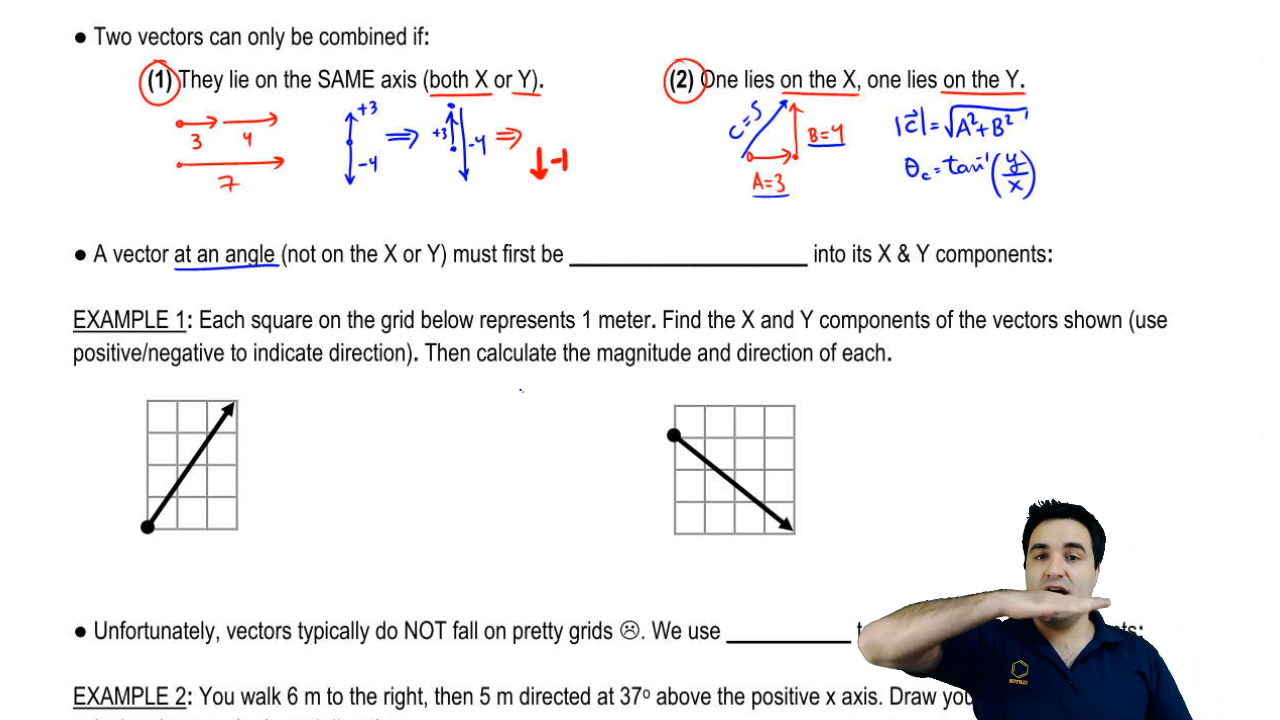 ● Two vectors can only be combined if:
(1) They lie on the SAME axis (both X or Y).
(2) One lies on the X, one lies on the Y.
3 4
7
+3
-4
+3
-4
-1
C=5
B=4
A=3
|C⃗| = √A²+B²
θc = tan⁻¹(y/x)
● A vector at an angle (not on the X or Y) must first be ____________________ into its X & Y components:
EXAMPLE 1: Each square on the grid below represents 1 meter. Find the X and Y components of the vectors shown (use
positive/negative to indicate direction). Then calculate the magnitude and direction of each.
● Unfortunately, vectors typically do NOT fall on pretty grids ☹. We use __________
EXAMPLE 2: You walk 6 m to the right, then 5 m directed at 37º above the positive x axis. Draw